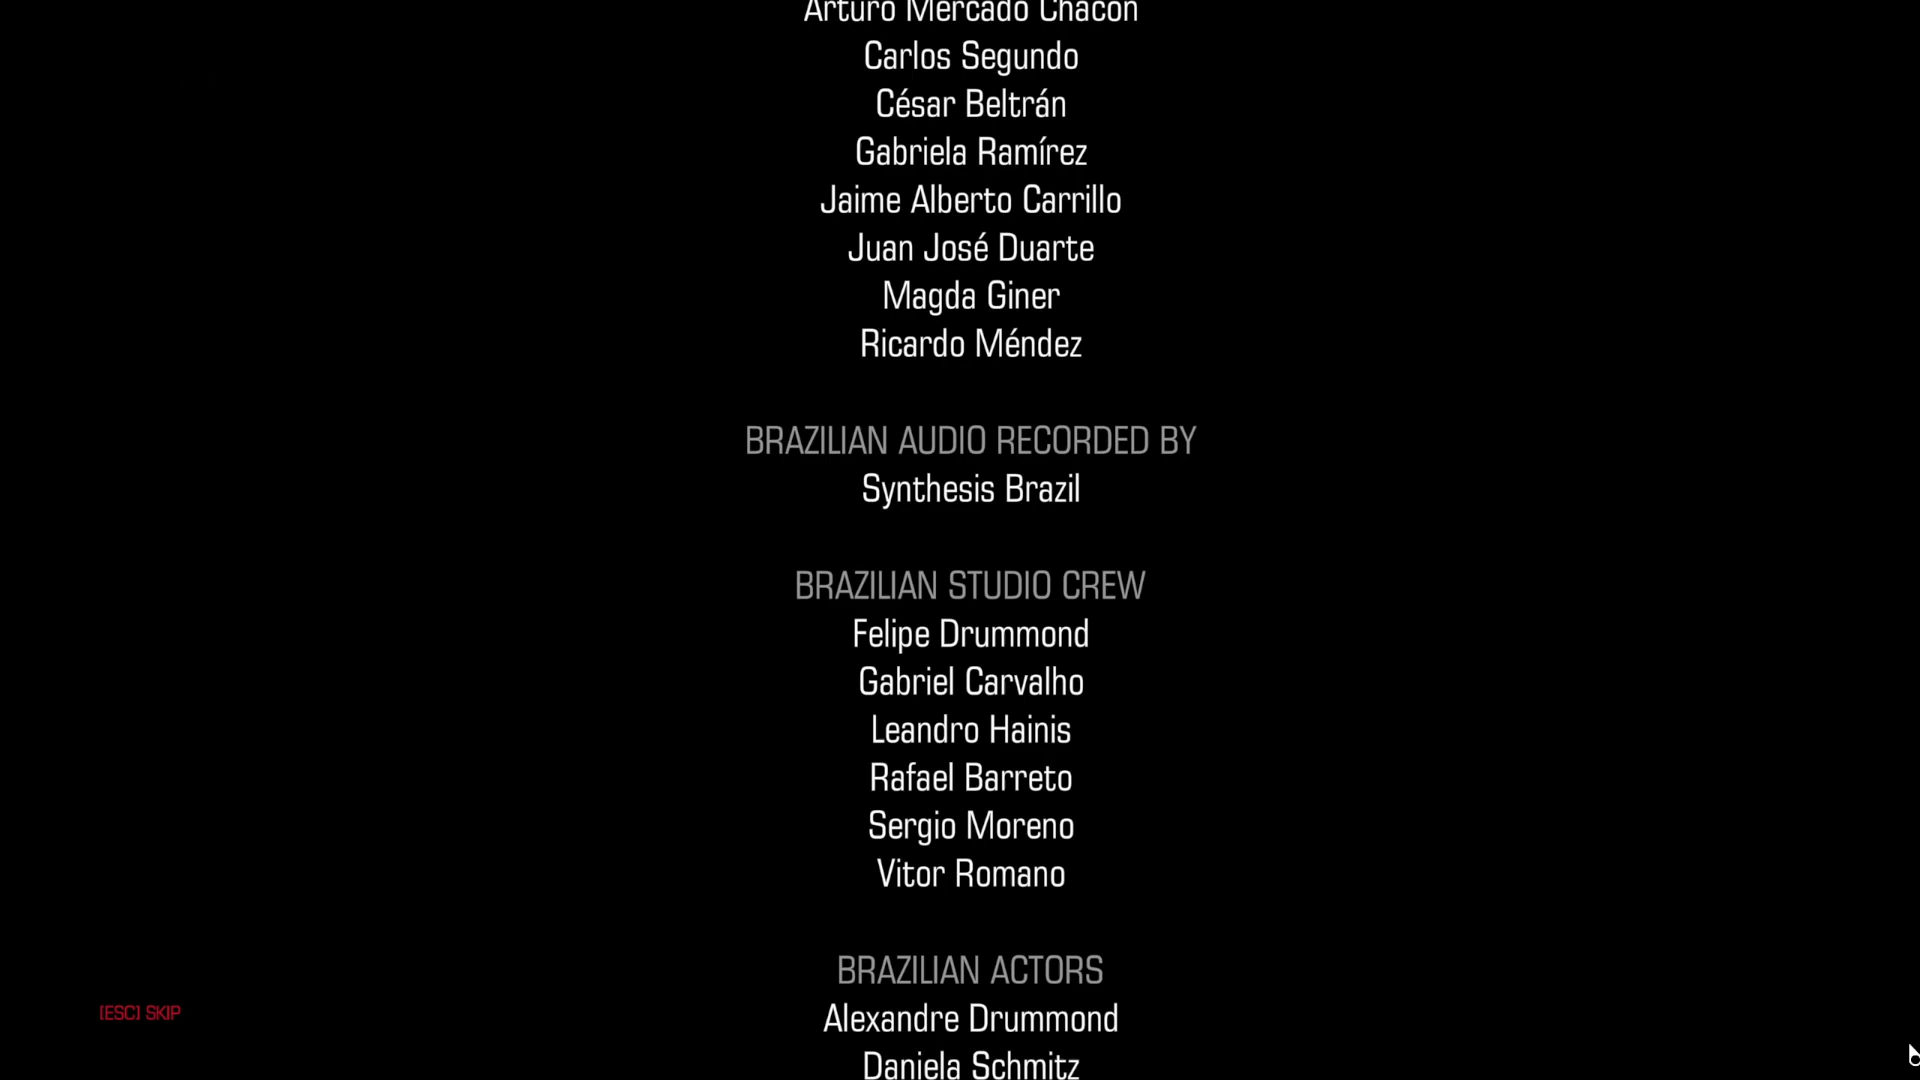 Arturo Mercado Chacón
Carlos Segundo
César Beltrán
Gabriela Ramírez
Jaime Alberto Carrillo
Juan José Duarte
Magda Giner
Ricardo Méndez
BRAZILIAN AUDIO RECORDED BY
Synthesis Brazil
BRAZILIAN STUDIO CREW
Felipe Drummond
Gabriel Carvalho
Leandro Hainis
Rafael Barreto
Sergio Moreno
Vitor Romano
BRAZILIAN ACTORS
[ESC] SKIP
Alexandre Drummond
Daniela Schmitz